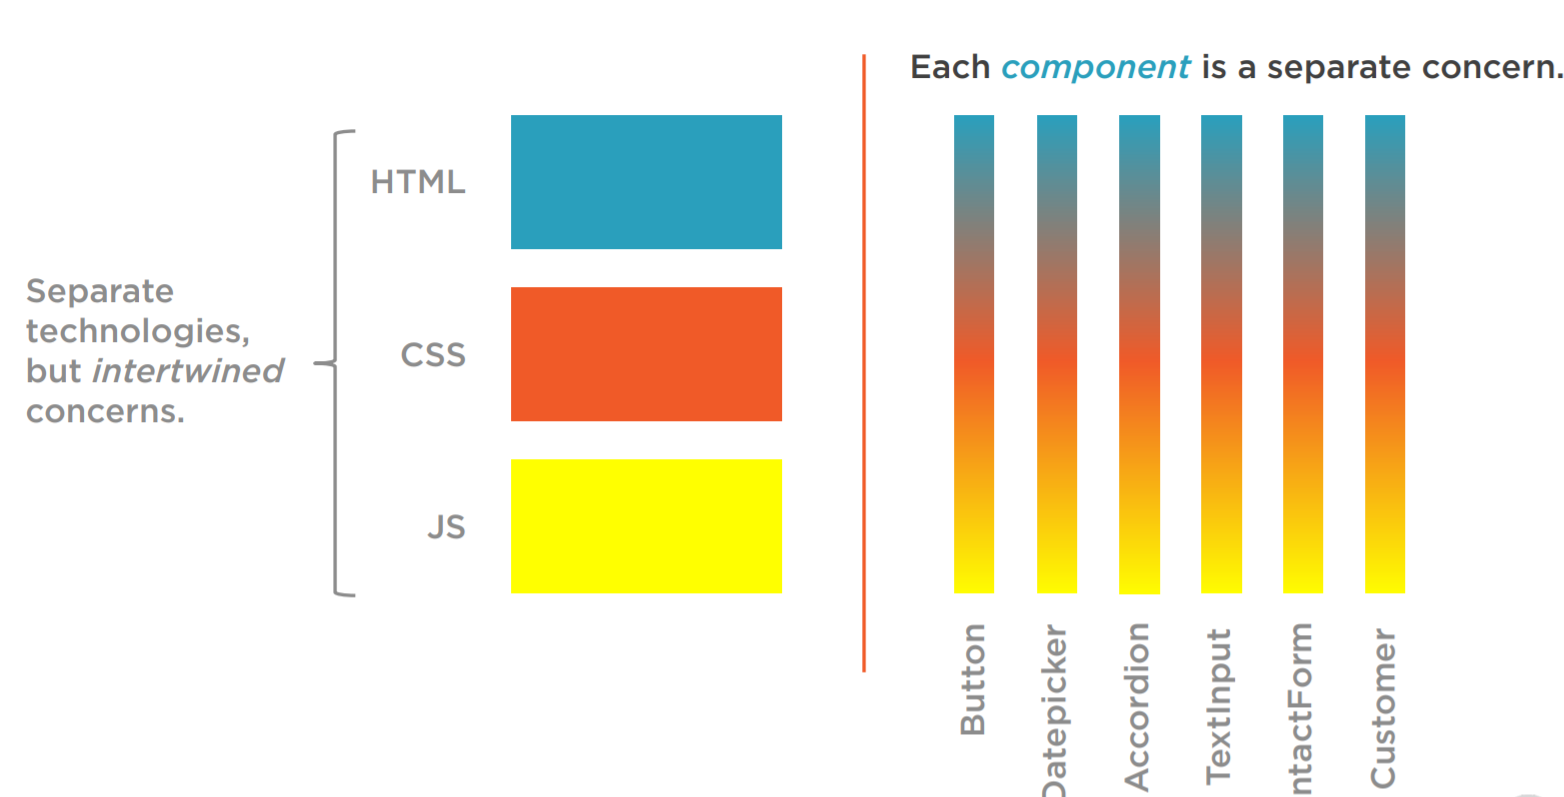 Each component is a separate concern.
HTML
Separate
technologies,
but intertwined
concerns.
CSS
JS
Button
Datepicker
Accordion
TextInput
ntactForm
Customer